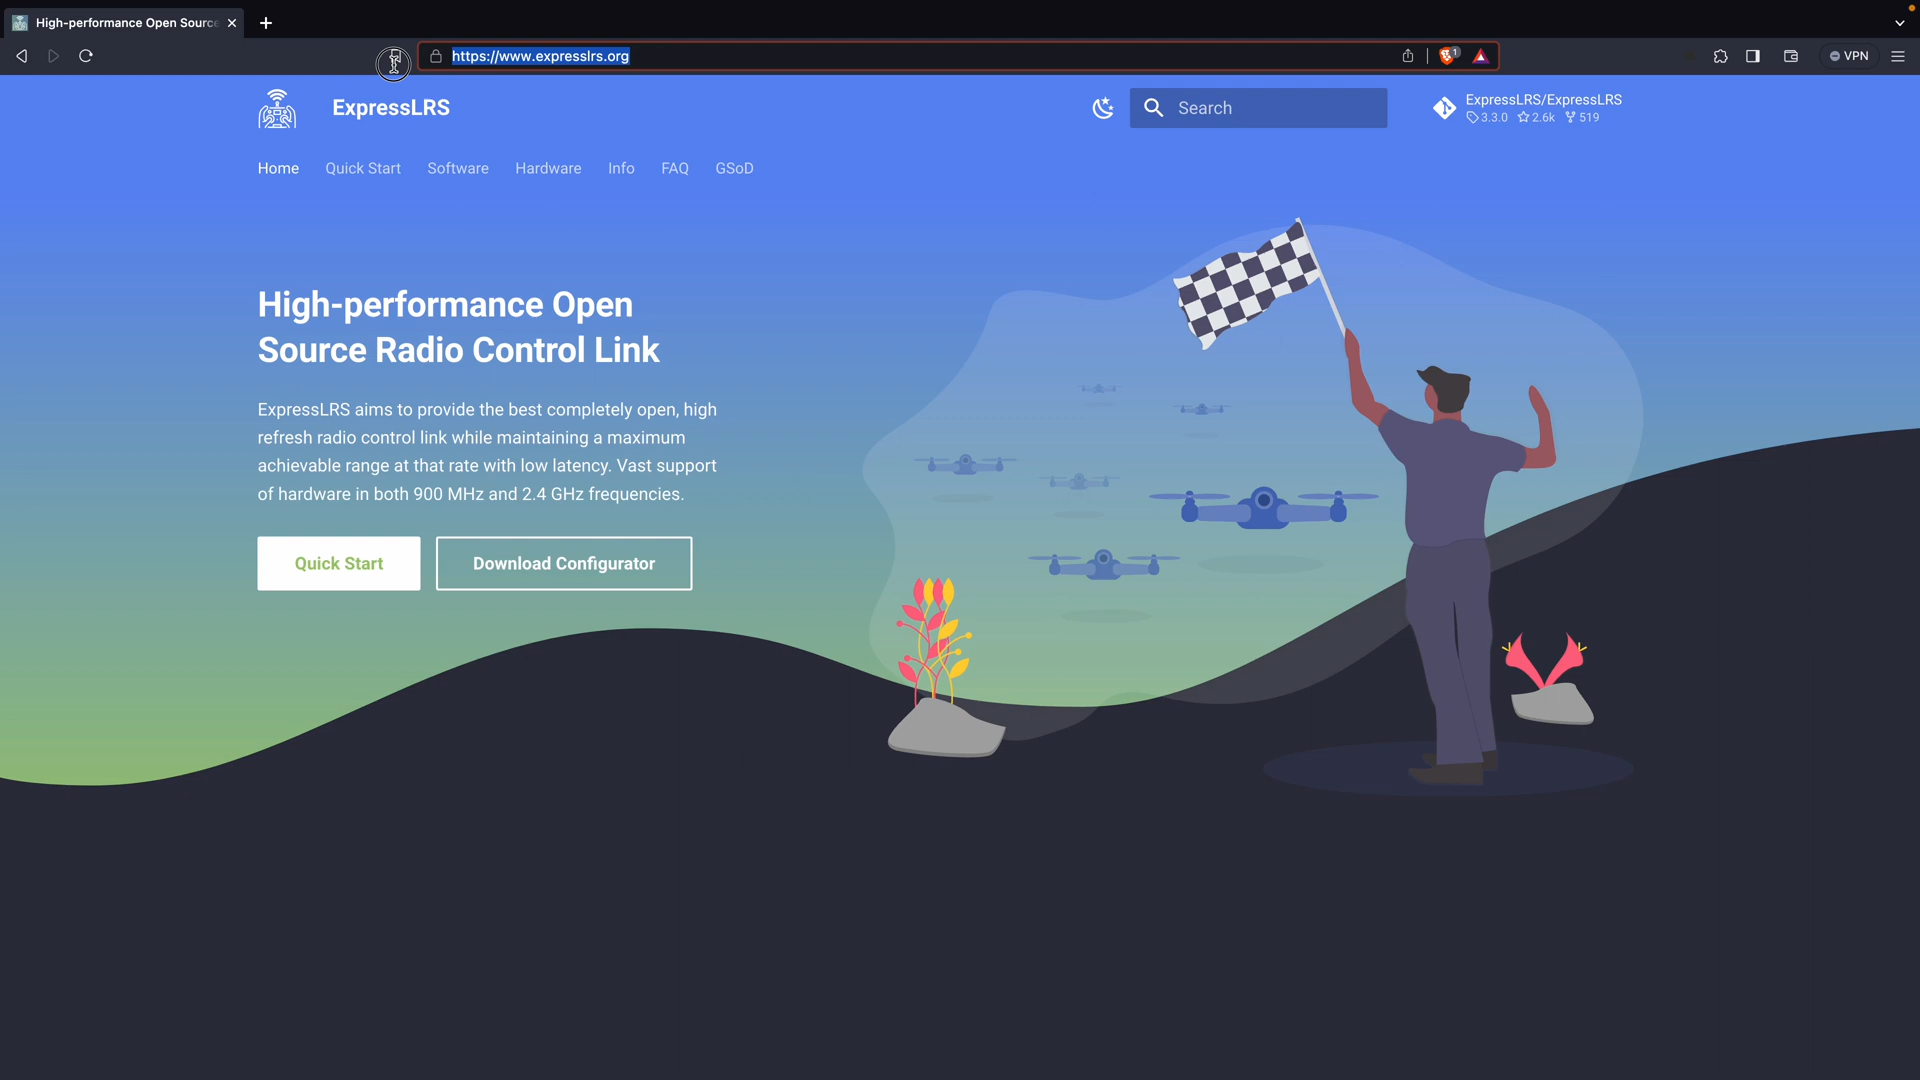 High-performance Open Source
https://www.expresslrs.org
1
VPN
ExpressLRS
Search
ExpressLRS/ExpressLRS
3.3.0 2.6k 519
Home Quick Start Software Hardware Info FAQ GSoD
High-performance Open
Source Radio Control Link
ExpressLRS aims to provide the best completely open, high
refresh radio control link while maintaining a maximum
achievable range at that rate with low latency. Vast support
of hardware in both 900 MHz and 2.4 GHz frequencies.
Quick Start Download Configurator